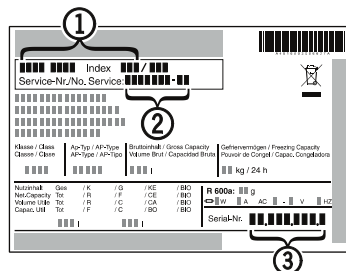 1
Index /
Service-Nr./No. Service: -
2
Klasse / Class Ap-Typ / AP-Type Bruttoinhalt / Gross Capacity Gefriervermögen / Freezing Capacity
Classe / Clase AP-Type / AP-Tipo Volume Brut / Capacidad Bruta Pouvoir de Congel / Capac. Congeladora
l kg / 24 h
Nutzinhalt Ges / K / G / KE / BIO
Net.Capacity Tot / R / F / CE / BIO
Volume Utile Tot / R / C / CA / BIO
Capac. Util Tot / F / C / BO / BIO
l l
R 600a: g
W A AC - V HZ
Serial-Nr.
3